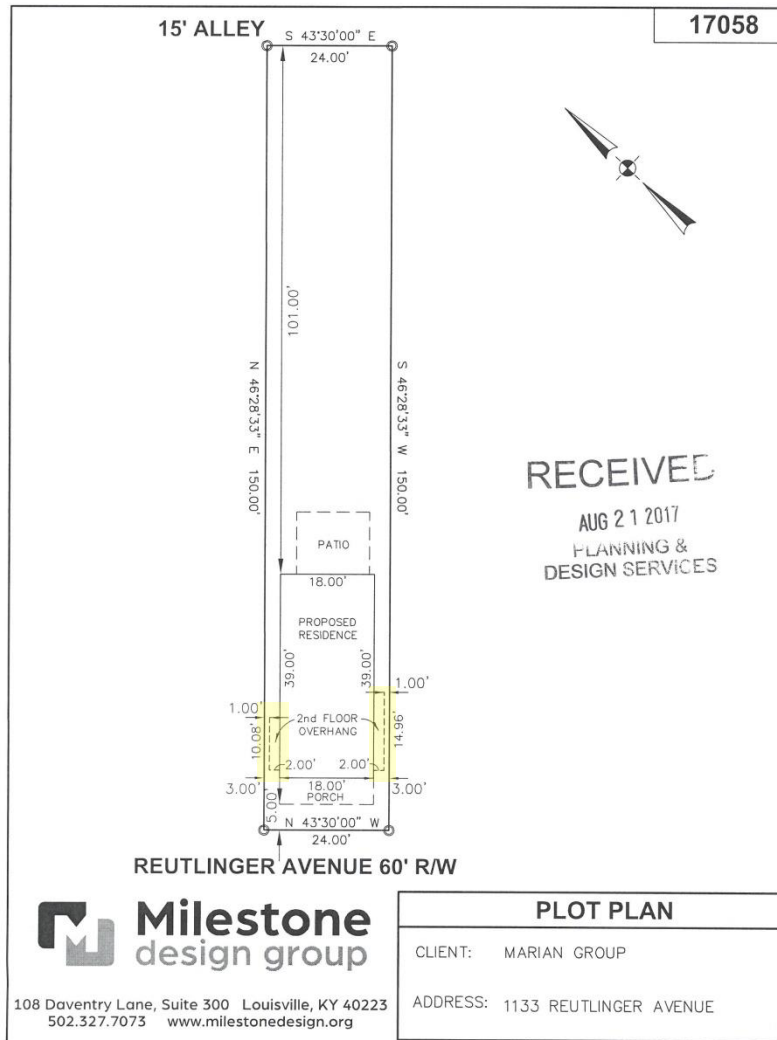 15' ALLEY
S 43°30'00" E
24.00'
17058
101.00'
N 46°28'33" E 150.00'
S 46°28'33" W 150.00'
RECEIVED
AUG 21 2017
PLANNING &
DESIGN SERVICES
PATIO
18.00'
PROPOSED
RESIDENCE
39.00'
39.00'
1.00'
1.00'
2nd FLOOR
OVERHANG
10.08'
14.96'
2.00'
2.00'
3.00'
18.00'
3.00'
PORCH
15.00'
N 43°30'00" W
24.00'
REUTLINGER AVENUE 60' R/W
Milestone
design group
108 Daventry Lane, Suite 300 Louisville, KY 40223
502.327.7073 www.milestonedesign.org
PLOT PLAN
CLIENT: MARIAN GROUP
ADDRESS: 1133 REUTLINGER AVENUE